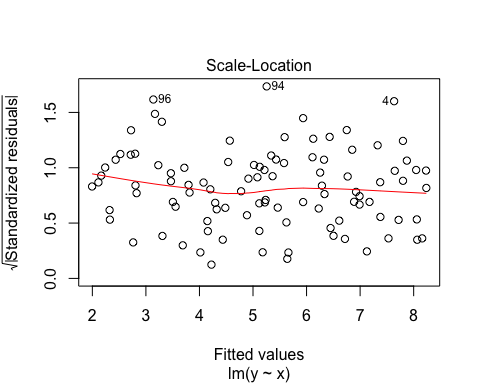 Scale-Location
√|Standardized residuals|
1.5
1.0
0.5
0.0
96
94
4
2 3 4 5 6 7 8
Fitted values
lm(y ~ x)